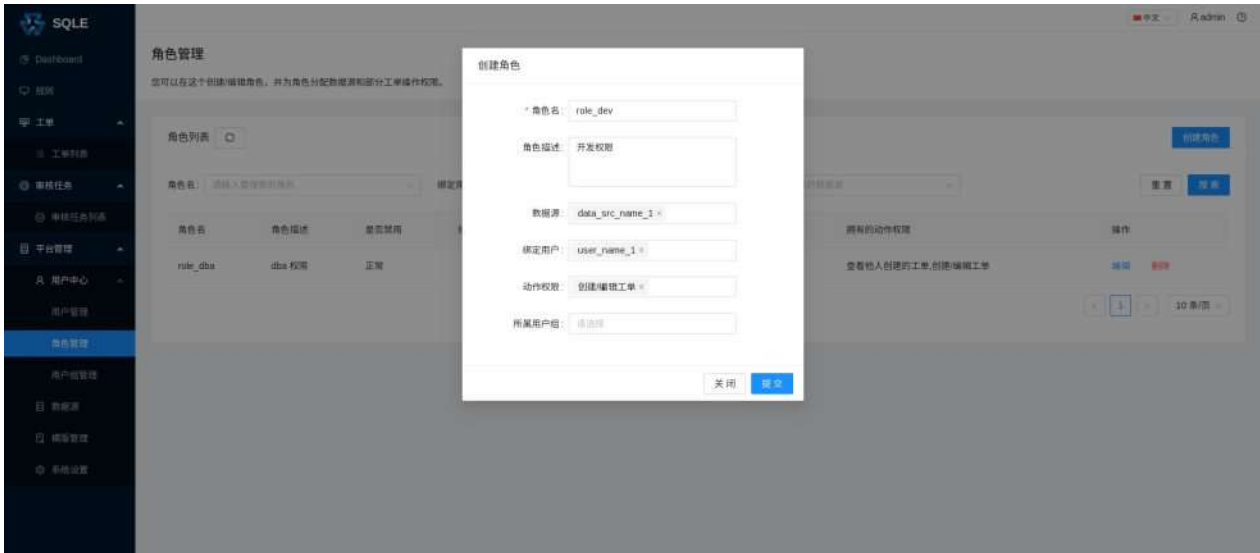 SQLE
中文
admin
Dashboard
规则
工单
工单列表
审核任务
审核任务列表
平台管理
用户中心
用户管理
角色管理
用户组管理
数据源
模版管理
系统设置
角色管理
您可以在这个创建/编辑角色，并为角色分配数据源和部分工单操作权限。
角色列表
创建角色
角色名:
重置
搜索
角色名 角色描述 是否禁用 拥有的动作权限 操作
role_dba dba 权限 正常 查看他人创建的工单,创建/编辑工单 编辑 删除
1
10 条/页
创建角色
* 角色名: role_dev
角色描述: 开发权限
数据源: data_src_name_1 ×
绑定用户: user_name_1 ×
动作权限: 创建/编辑工单 ×
所属用户组: 请选择
关闭 提交